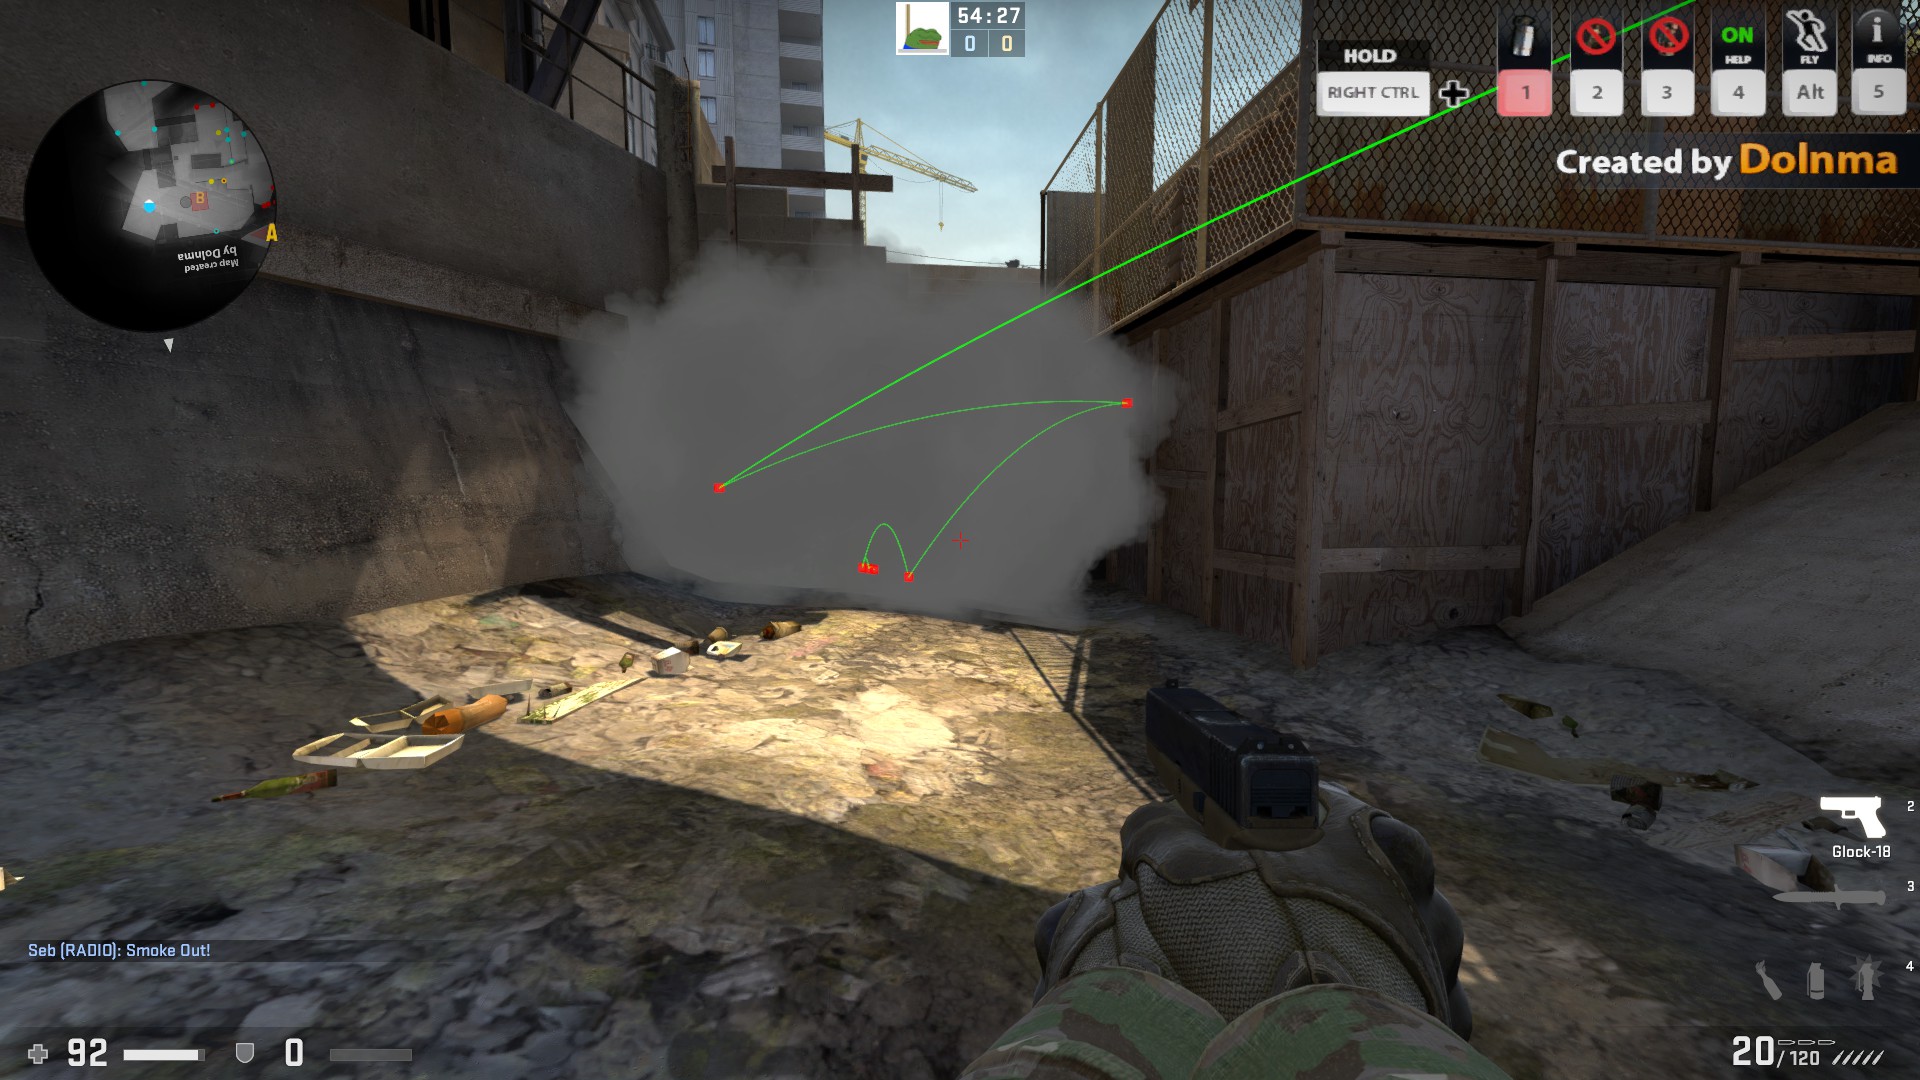 54:27
0 0
HOLD
RIGHT CTRL
1 2 3 4 Alt 5
ON
HELP
FLY
INFO
Created by Dolnma
B
A
Map created
by Dolnma
2
Glock-18
3
4
Seb (RADIO): Smoke Out!
92
0
20/120